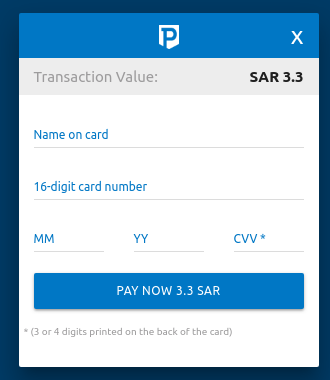 P X
Transaction Value: SAR 3.3
Name on card
16-digit card number
MM YY CVV *
PAY NOW 3.3 SAR
* (3 or 4 digits printed on the back of the card)